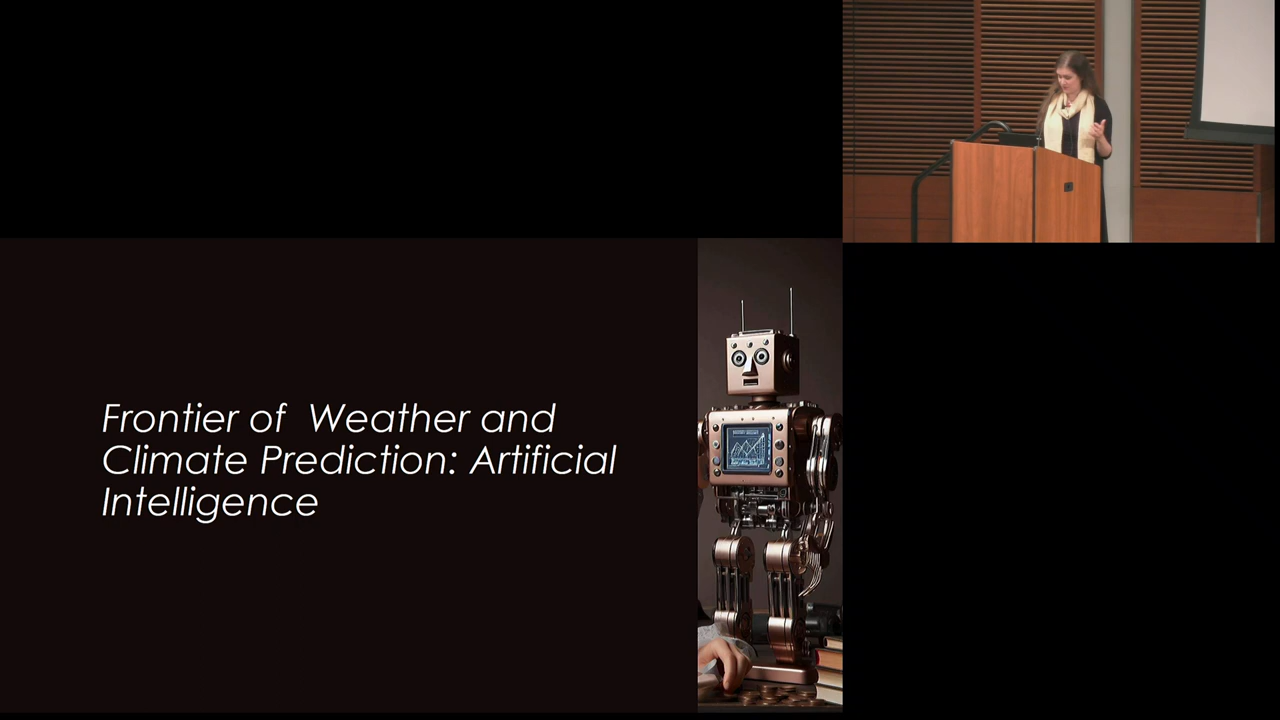 Frontier of  Weather and
Climate Prediction: Artificial
Intelligence